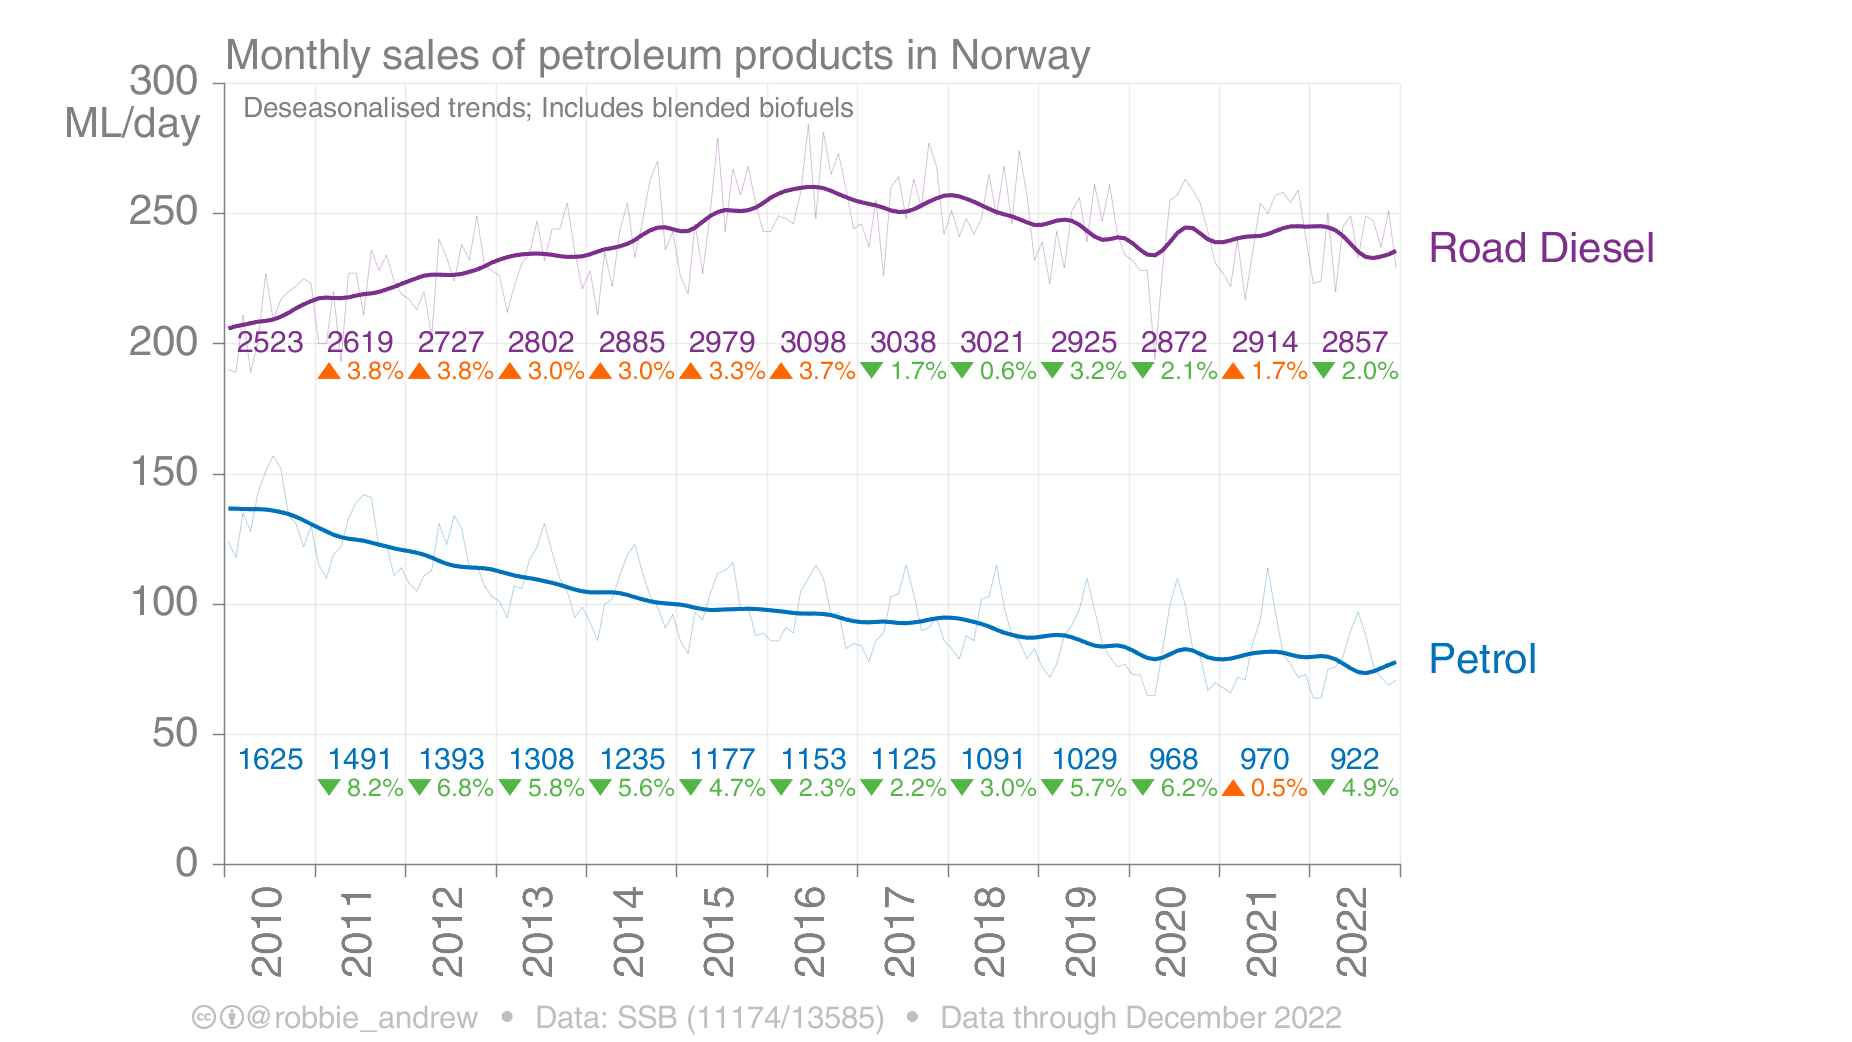 Monthly sales of petroleum products in Norway
300
ML/day
Deseasonalised trends; Includes blended biofuels
250
Road Diesel
200
2523 2619 2727 2802 2885 2979 3098 3038 3021 2925 2872 2914 2857
3.8% 3.8% 3.0% 3.0% 3.3% 3.7% 1.7% 0.6% 3.2% 2.1% 1.7% 2.0%
150
100
Petrol
50
1625 1491 1393 1308 1235 1177 1153 1125 1091 1029 968 970 922
8.2% 6.8% 5.8% 5.6% 4.7% 2.3% 2.2% 3.0% 5.7% 6.2% 0.5% 4.9%
0
2010 2011 2012 2013 2014 2015 2016 2017 2018 2019 2020 2021 2022
cc @robbie_andrew • Data: SSB (11174/13585) • Data through December 2022